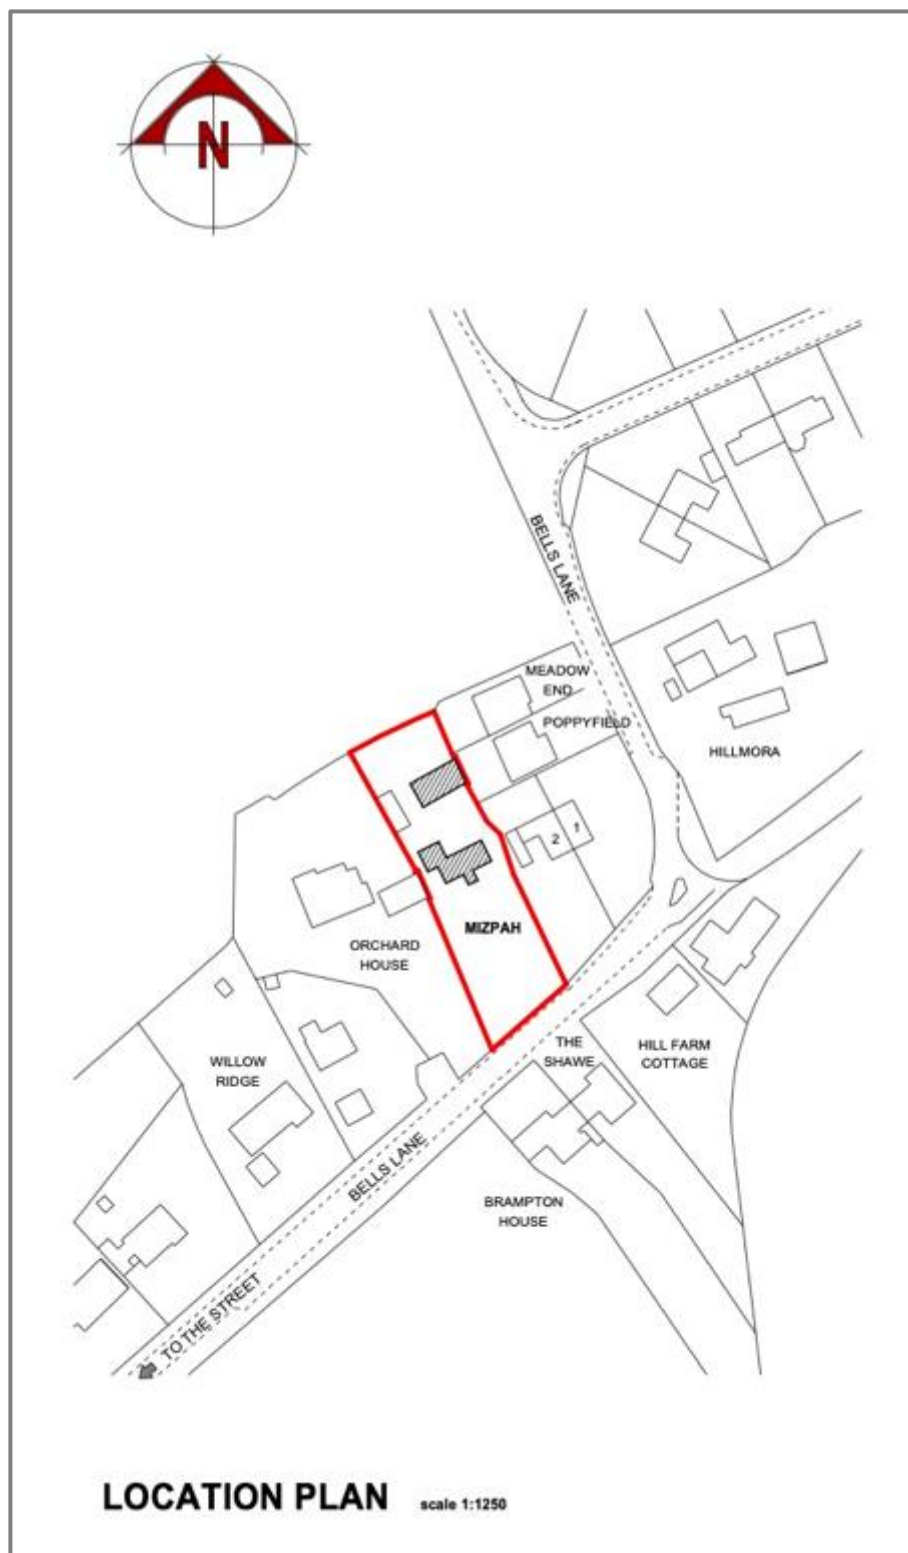 N
BELLS LANE
MEADOW
END
POPPYFIELD
HILLMORA
1
2
MIZPAH
ORCHARD
HOUSE
THE
SHAWE
HILL FARM
COTTAGE
WILLOW
RIDGE
BELLS LANE
BRAMPTON
HOUSE
TO THE STREET
LOCATION PLAN scale 1:1250